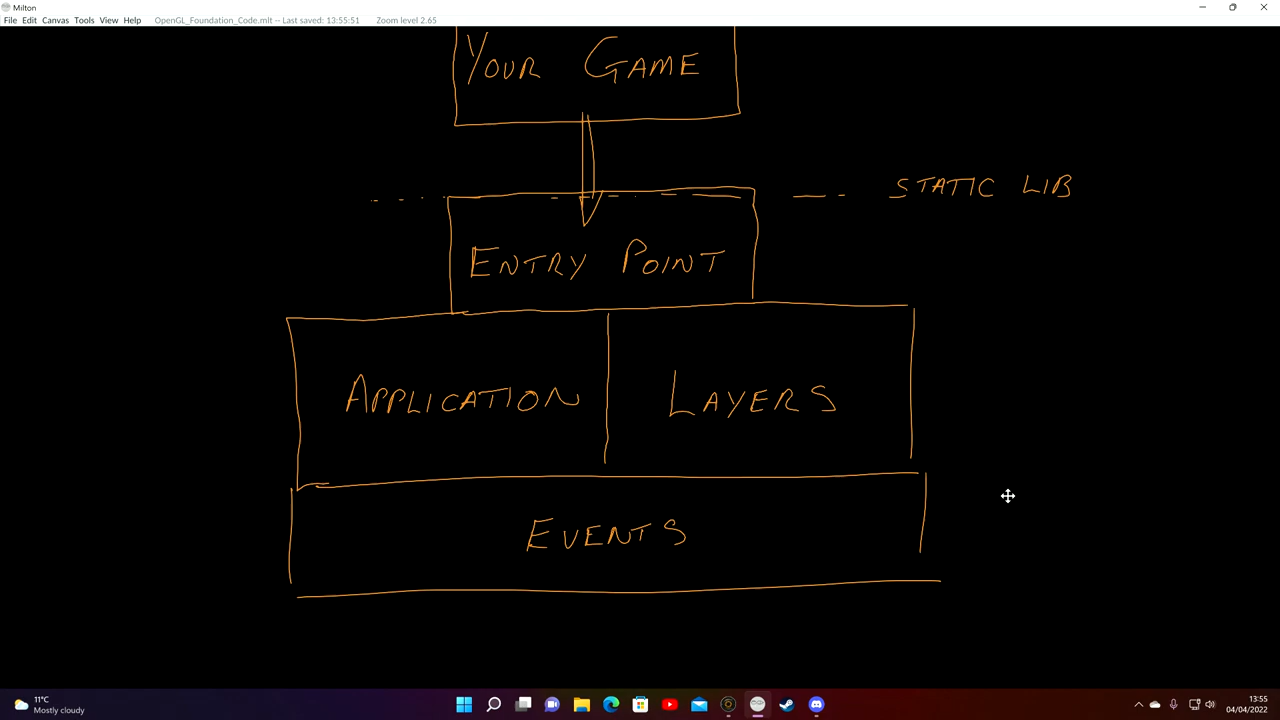 Milton
File Edit Canvas Tools View Help OpenGL_Foundation_Code.mlt -- Last saved: 13:55:51 Zoom level 2.65
YOUR GAME
STATIC LIB
ENTRY POINT
APPLICATION LAYERS
EVENTS
11°C
Mostly cloudy
13:55
04/04/2022